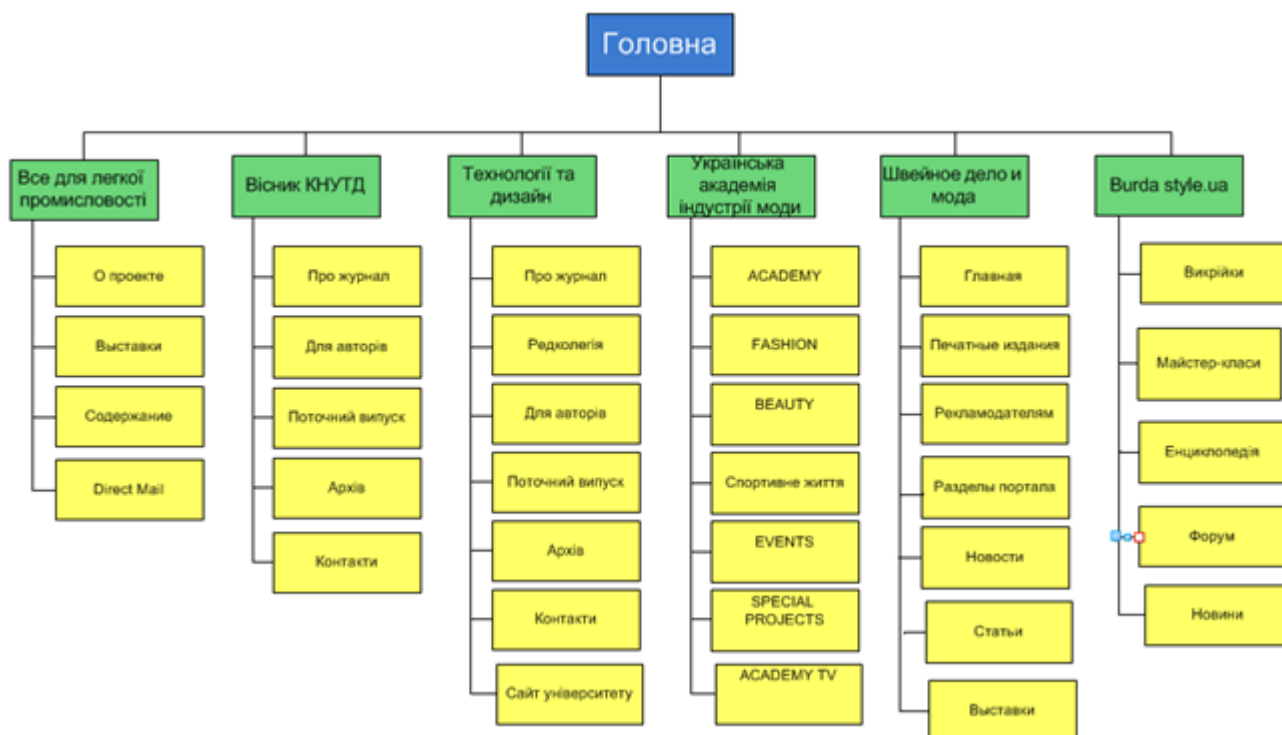 Головна
Все для легкої
промисловості
О проекте
Выставки
Содержание
Direct Mail
Вісник КНУТД
Про журнал
Для авторів
Поточний випуск
Архів
Контакти
Технології та
дизайн
Про журнал
Редколегія
Для авторів
Поточний випуск
Архів
Контакти
Сайт університету
Українська
академія
індустрії моди
ACADEMY
FASHION
BEAUTY
Спортивне життя
EVENTS
SPECIAL
PROJECTS
ACADEMY TV
Швейное дело и
мода
Главная
Печатные издания
Рекламодателям
Разделы портала
Новости
Статьи
Выставки
Burda style.ua
Викрійки
Майстер-класи
Енциклопедія
Форум
Новини